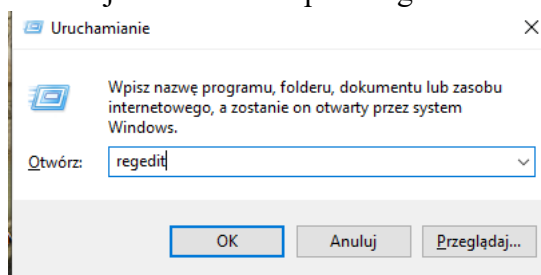 Uruchamianie
Wpisz nazwę programu, folderu, dokumentu lub zasobu
internetowego, a zostanie on otwarty przez system
Windows.
Otwórz: regedit
OK Anuluj Przeglądaj...